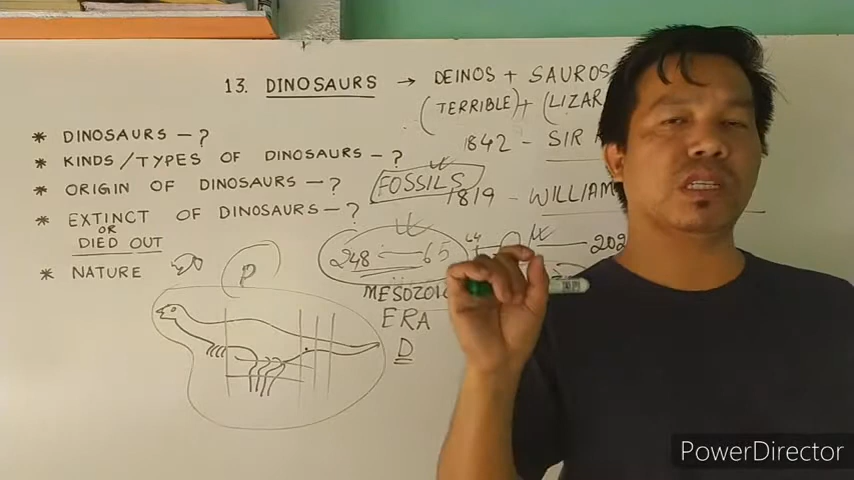 13. DINOSAURS → DEINOS + SAUROS
(TERRIBLE) + (LIZAR
* DINOSAURS – ?
1842 – SIR
* KINDS/TYPES OF DINOSAURS – ?
* ORIGIN OF DINOSAURS – ?
FOSSILS
1819 – WILLIAM
* EXTINCT OF DINOSAURS – ?
OR
DIED OUT
248 – 65
202
* NATURE
P
MESOZOI
ERA
D
PowerDirector